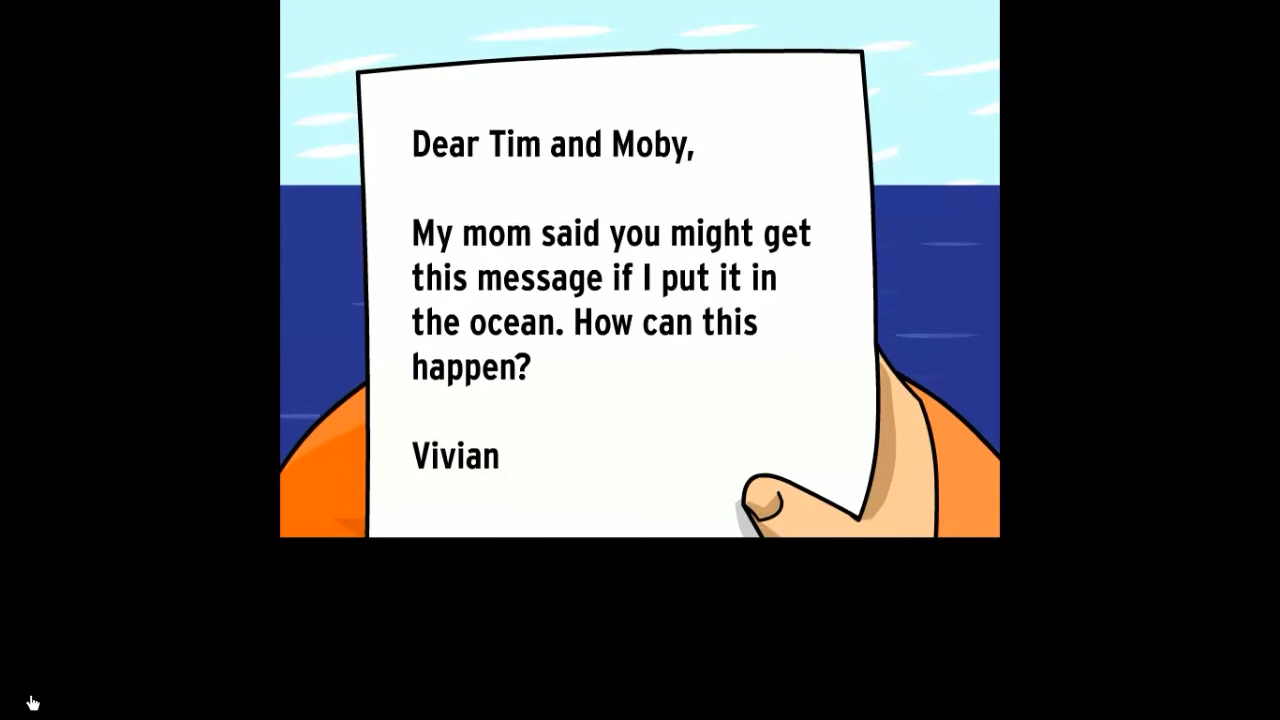 Dear Tim and Moby,
My mom said you might get
this message if I put it in
the ocean. How can this
happen?
Vivian